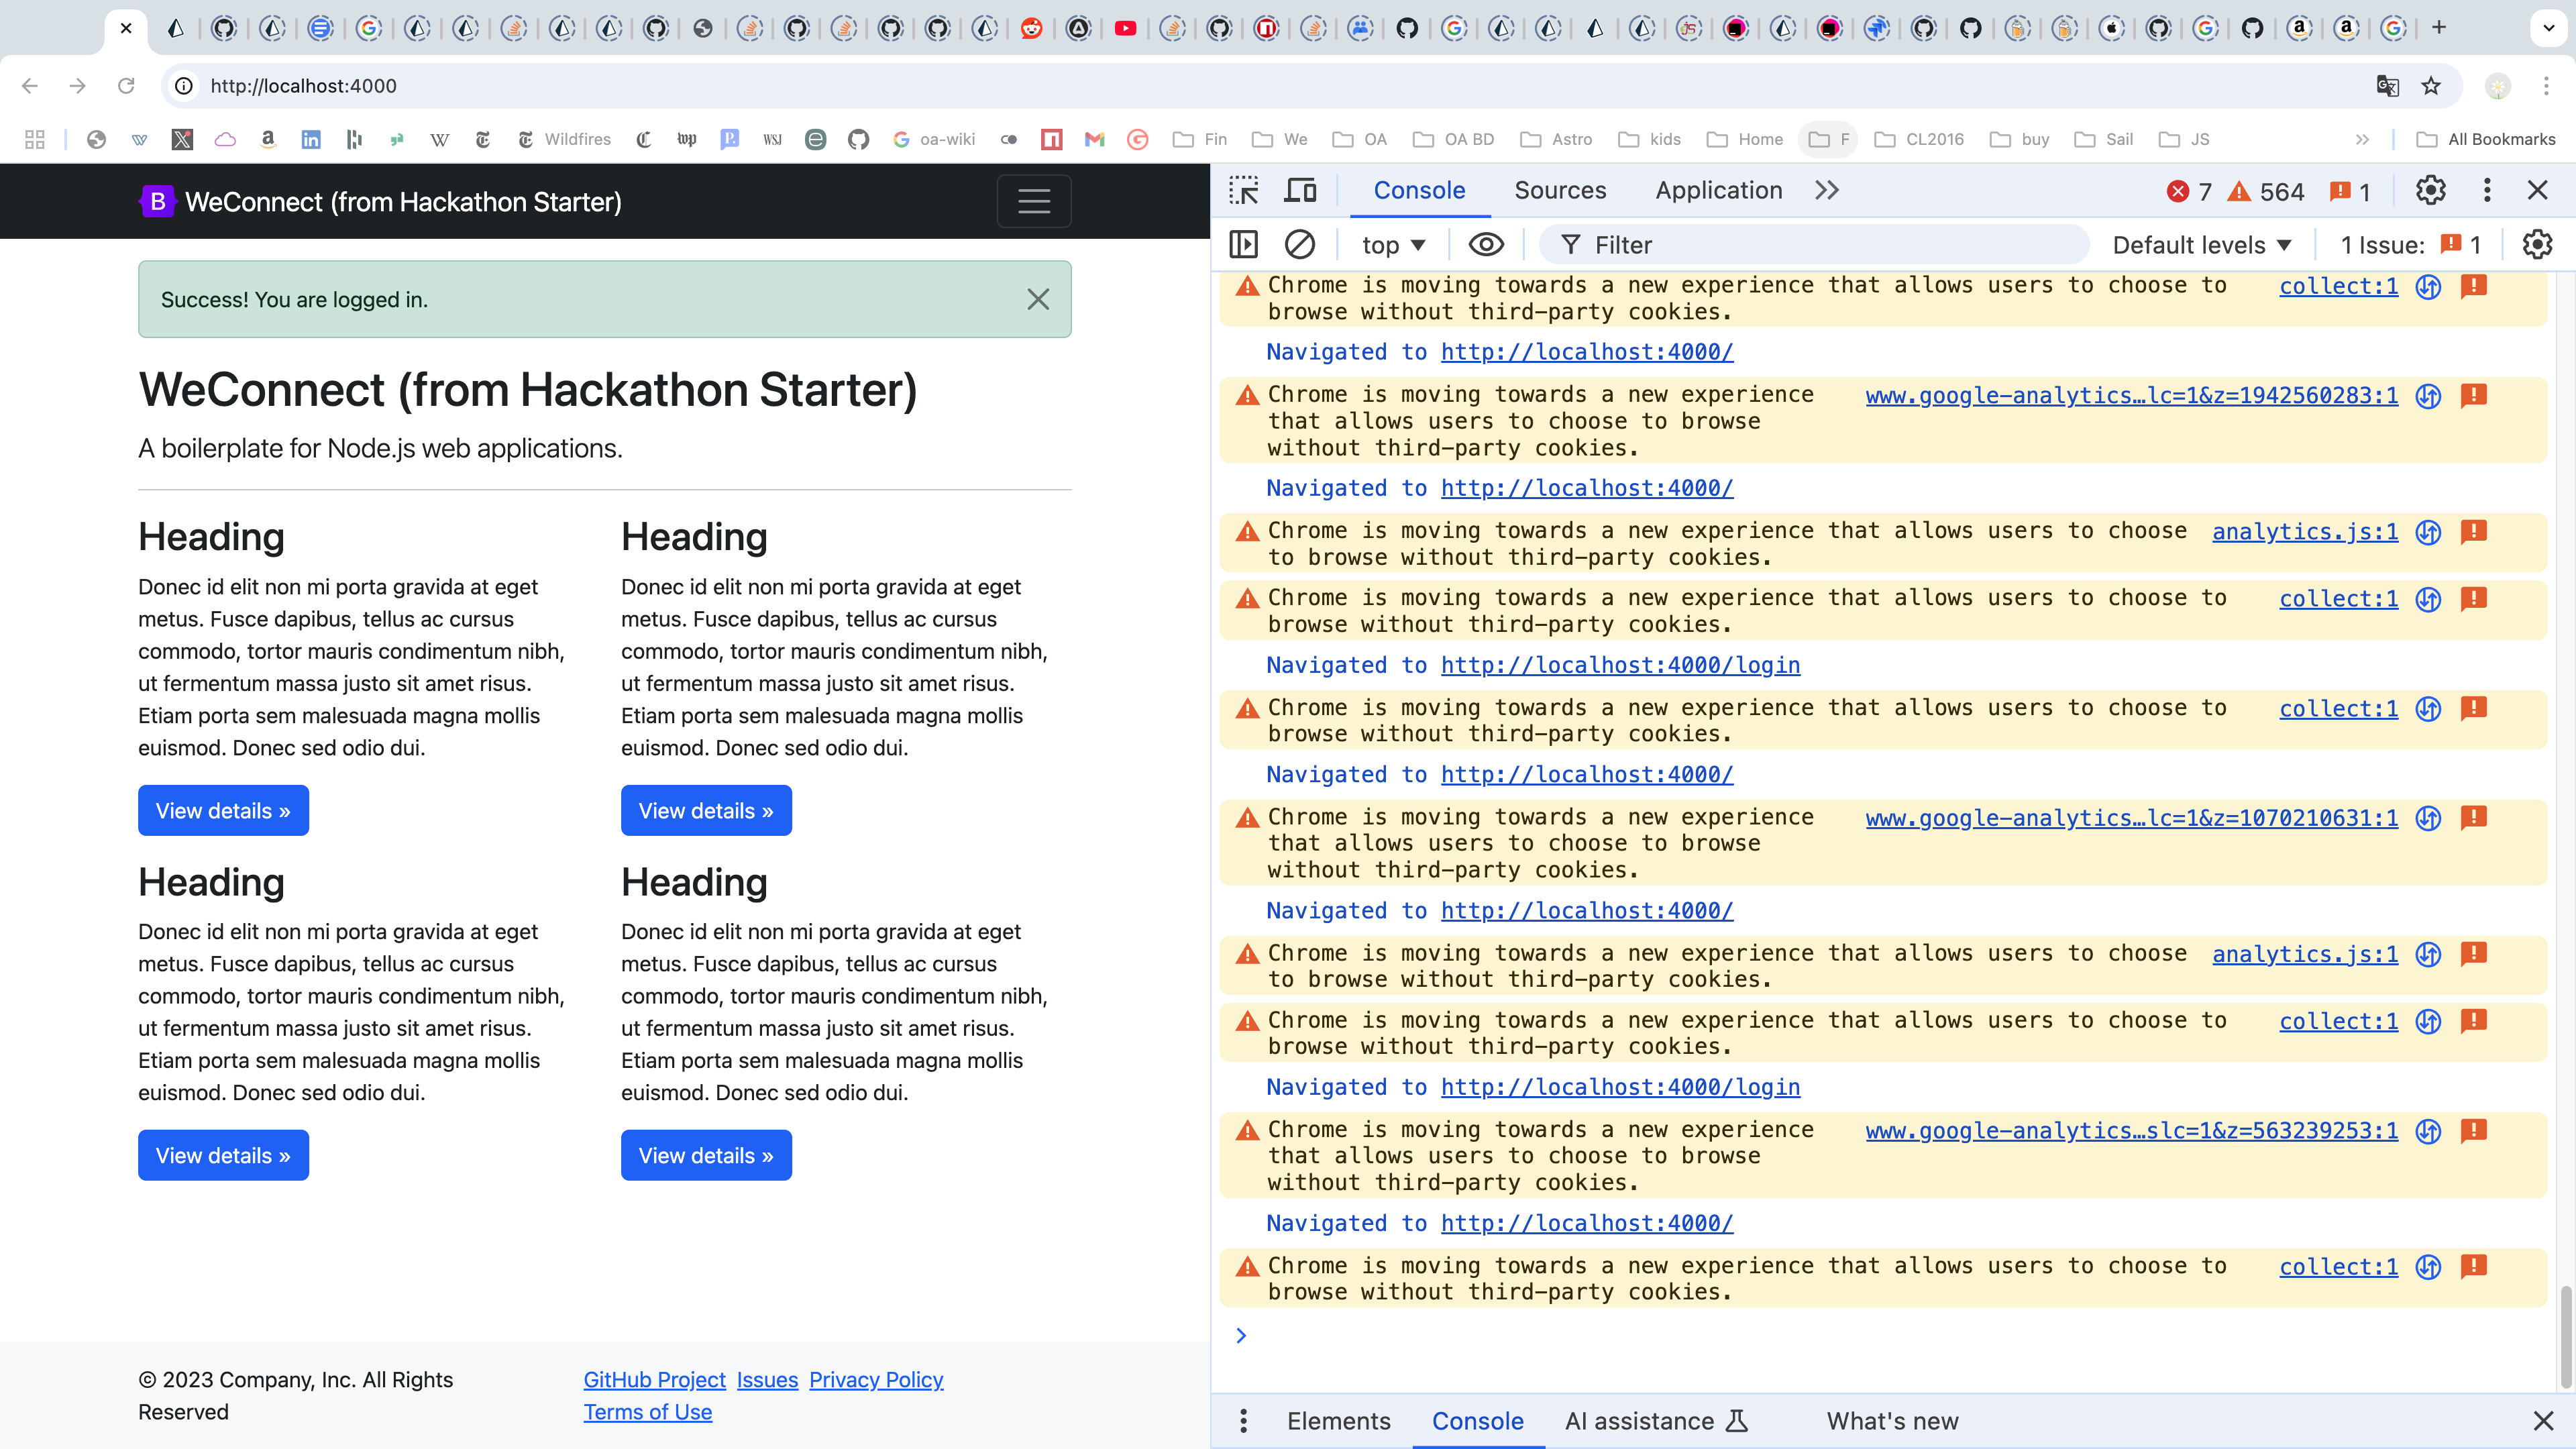 http://localhost:4000
Wildfires
oa-wiki
Fin
We
OA
OA BD
Astro
kids
Home
F
CL2016
buy
Sail
JS
All Bookmarks
B WeConnect (from Hackathon Starter)
Success! You are logged in.
WeConnect (from Hackathon Starter)
A boilerplate for Node.js web applications.
Heading
Donec id elit non mi porta gravida at eget
metus. Fusce dapibus, tellus ac cursus
commodo, tortor mauris condimentum nibh,
ut fermentum massa justo sit amet risus.
Etiam porta sem malesuada magna mollis
euismod. Donec sed odio dui.
View details »
Heading
Donec id elit non mi porta gravida at eget
metus. Fusce dapibus, tellus ac cursus
commodo, tortor mauris condimentum nibh,
ut fermentum massa justo sit amet risus.
Etiam porta sem malesuada magna mollis
euismod. Donec sed odio dui.
View details »
Heading
Donec id elit non mi porta gravida at eget
metus. Fusce dapibus, tellus ac cursus
commodo, tortor mauris condimentum nibh,
ut fermentum massa justo sit amet risus.
Etiam porta sem malesuada magna mollis
euismod. Donec sed odio dui.
View details »
Heading
Donec id elit non mi porta gravida at eget
metus. Fusce dapibus, tellus ac cursus
commodo, tortor mauris condimentum nibh,
ut fermentum massa justo sit amet risus.
Etiam porta sem malesuada magna mollis
euismod. Donec sed odio dui.
View details »
© 2023 Company, Inc. All Rights
Reserved
GitHub Project Issues Privacy Policy
Terms of Use
Console Sources Application 7 564 1
top Filter Default levels 1 Issue: 1
Chrome is moving towards a new experience that allows users to choose to collect:1
browse without third-party cookies.
Navigated to http://localhost:4000/
Chrome is moving towards a new experience www.google-analytics…lc=1&z=1942560283:1
that allows users to choose to browse
without third-party cookies.
Navigated to http://localhost:4000/
Chrome is moving towards a new experience that allows users to choose analytics.js:1
to browse without third-party cookies.
Chrome is moving towards a new experience that allows users to choose to collect:1
browse without third-party cookies.
Navigated to http://localhost:4000/login
Chrome is moving towards a new experience that allows users to choose to collect:1
browse without third-party cookies.
Navigated to http://localhost:4000/
Chrome is moving towards a new experience www.google-analytics…lc=1&z=1070210631:1
that allows users to choose to browse
without third-party cookies.
Navigated to http://localhost:4000/
Chrome is moving towards a new experience that allows users to choose analytics.js:1
to browse without third-party cookies.
Chrome is moving towards a new experience that allows users to choose to collect:1
browse without third-party cookies.
Navigated to http://localhost:4000/login
Chrome is moving towards a new experience www.google-analytics…slc=1&z=563239253:1
that allows users to choose to browse
without third-party cookies.
Navigated to http://localhost:4000/
Chrome is moving towards a new experience that allows users to choose to collect:1
browse without third-party cookies.
Elements Console AI assistance What's new